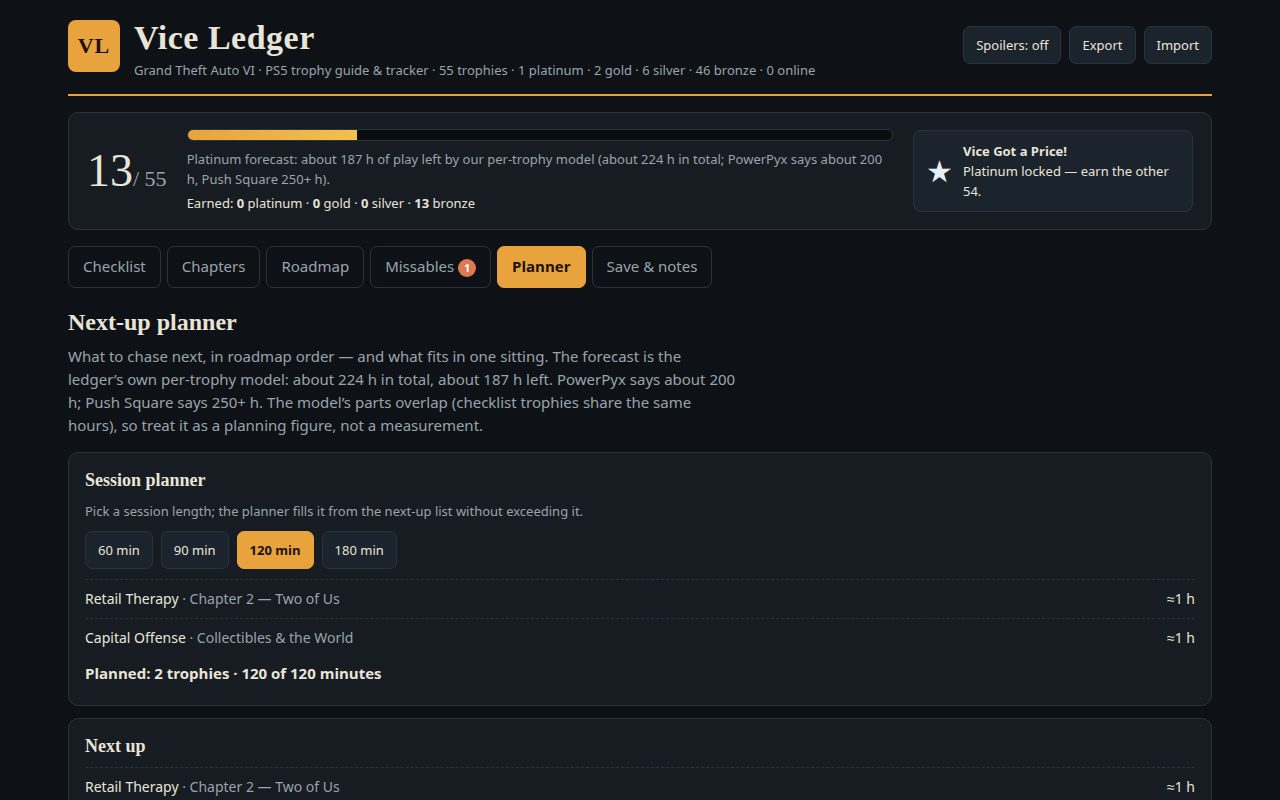 VL
Vice Ledger
Grand Theft Auto VI · PS5 trophy guide & tracker · 55 trophies · 1 platinum · 2 gold · 6 silver · 46 bronze · 0 online
Spoilers: off
Export
Import
13 / 55
Platinum forecast: about 187 h of play left by our per-trophy model (about 224 h in total; PowerPyx says about 200
h, Push Square 250+ h).
Earned: 0 platinum · 0 gold · 0 silver · 13 bronze
★
Vice Got a Price!
Platinum locked — earn the other
54.
Checklist
Chapters
Roadmap
Missables 1
Planner
Save & notes
Next-up planner
What to chase next, in roadmap order — and what fits in one sitting. The forecast is the
ledger’s own per-trophy model: about 224 h in total, about 187 h left. PowerPyx says about 200
h; Push Square says 250+ h. The model’s parts overlap (checklist trophies share the same
hours), so treat it as a planning figure, not a measurement.
Session planner
Pick a session length; the planner fills it from the next-up list without exceeding it.
60 min
90 min
120 min
180 min
Retail Therapy · Chapter 2 — Two of Us ≈1 h
Capital Offense · Collectibles & the World ≈1 h
Planned: 2 trophies · 120 of 120 minutes
Next up
Retail Therapy · Chapter 2 — Two of Us ≈1 h